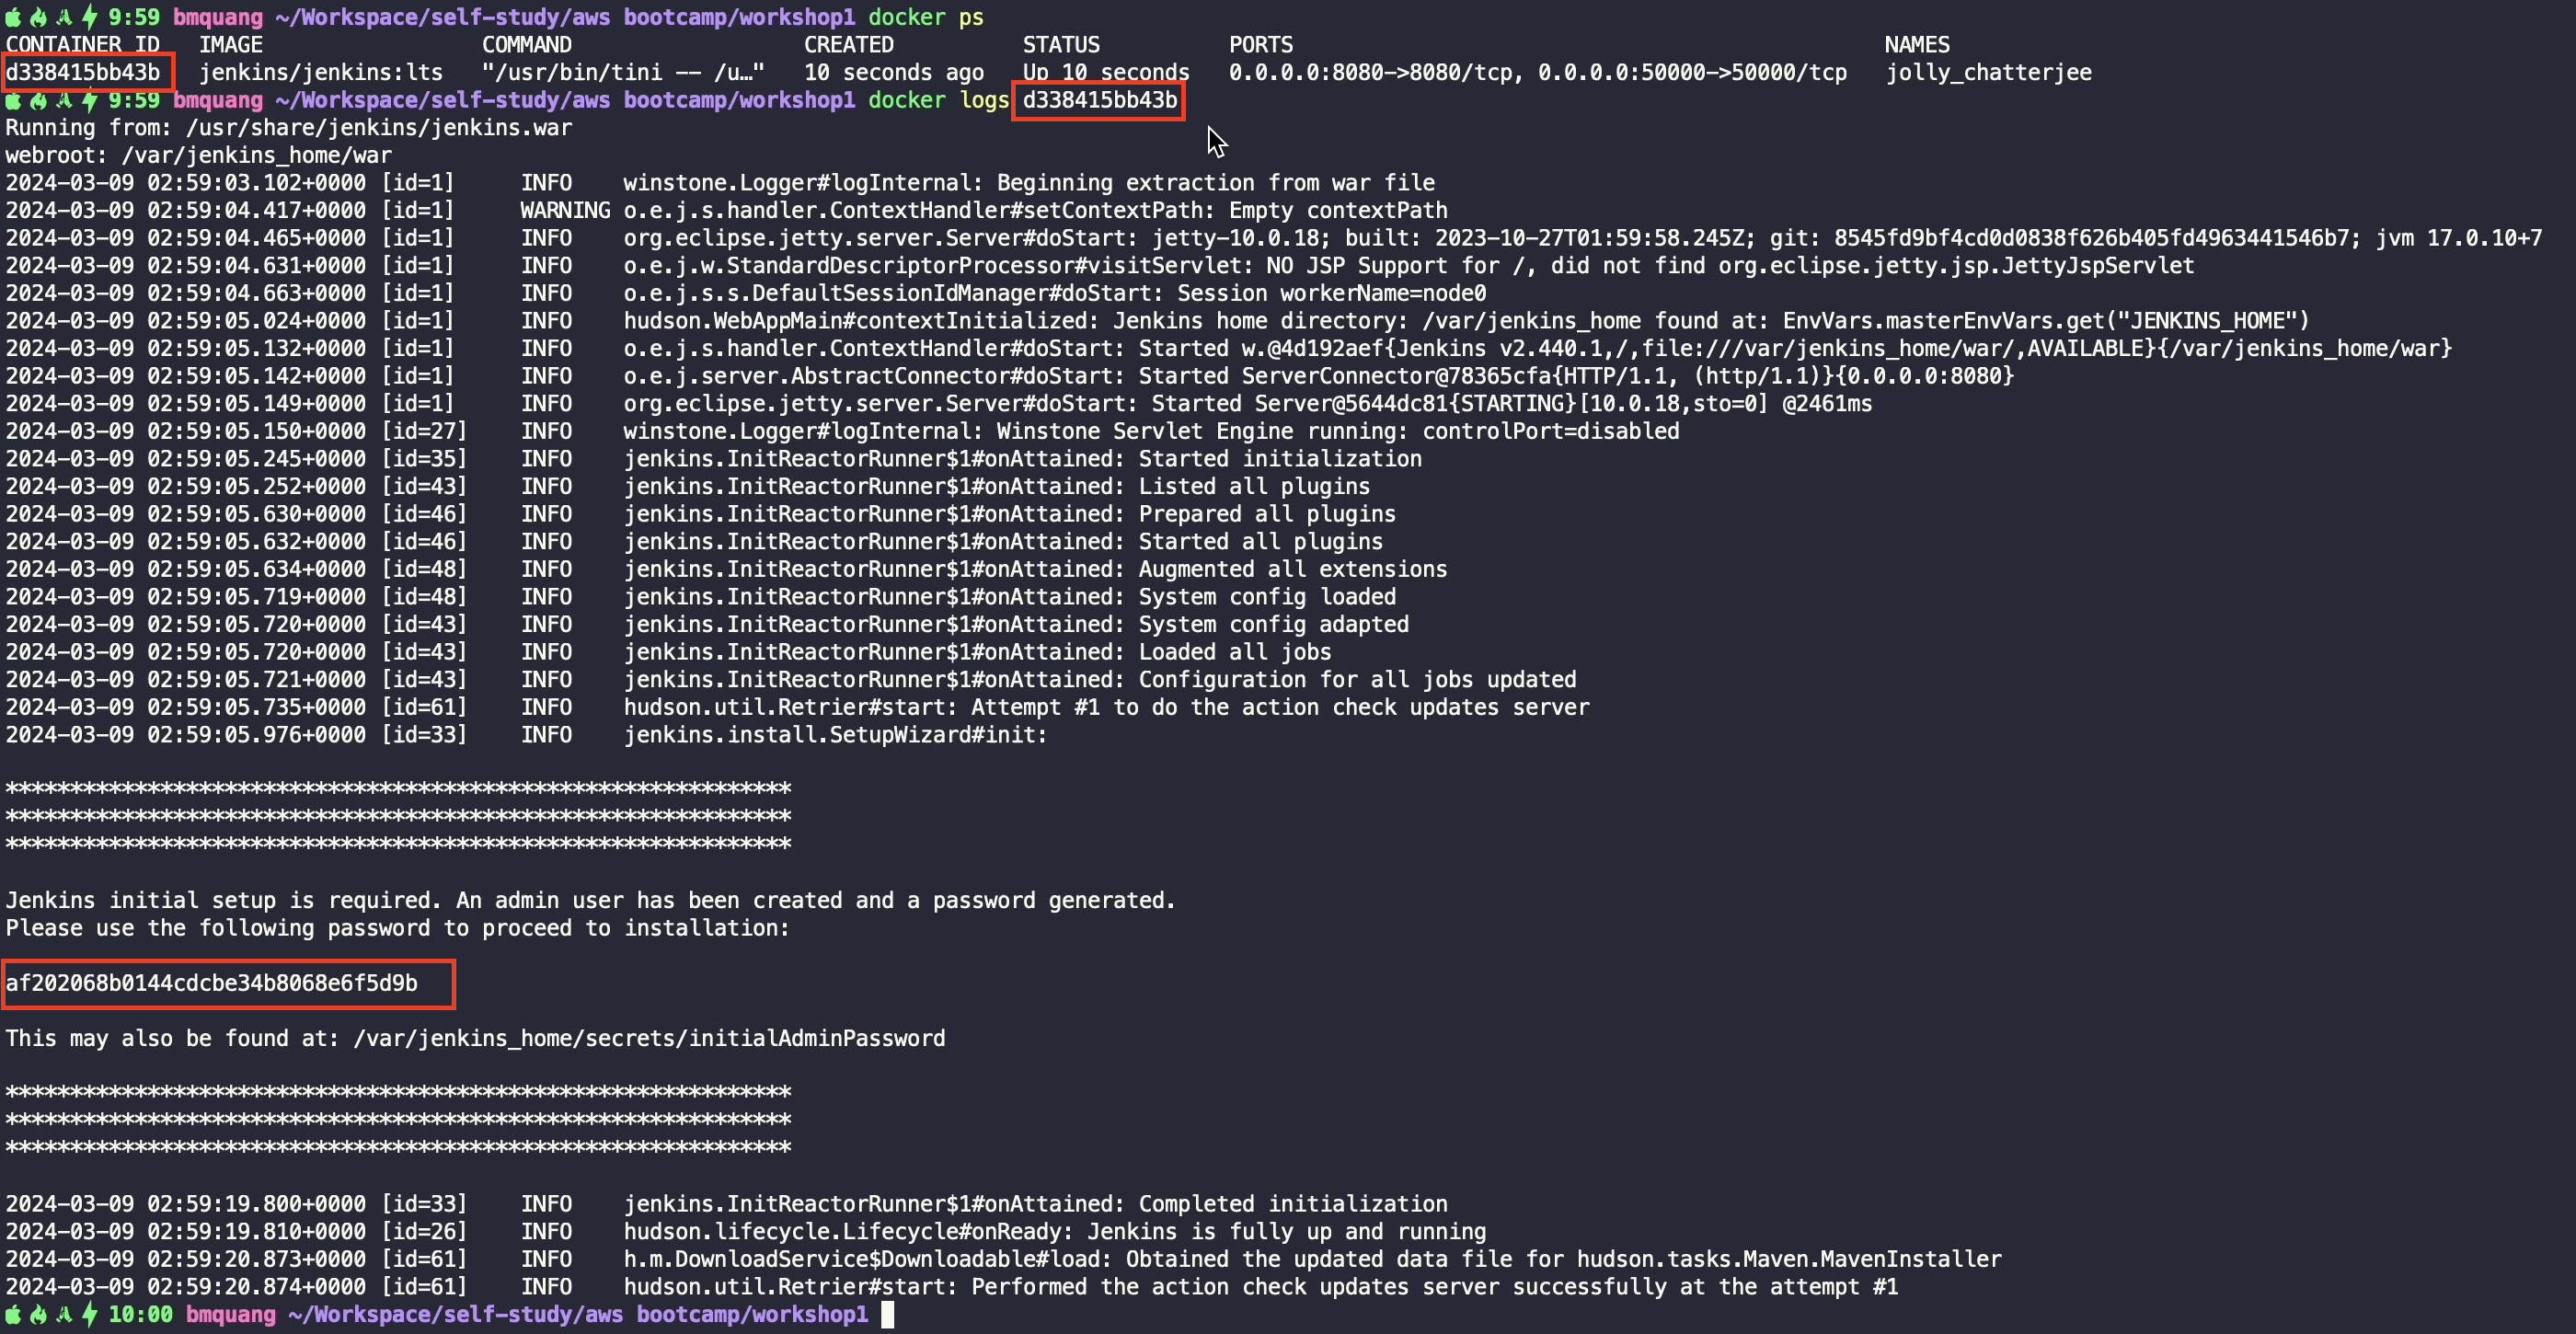 9:59 bmquang ~/Workspace/self-study/aws bootcamp/workshop1 docker ps
CONTAINER ID   IMAGE                 COMMAND                  CREATED          STATUS          PORTS                                              NAMES
d338415bb43b   jenkins/jenkins:lts   "/usr/bin/tini -- /u…"   10 seconds ago   Up 10 seconds   0.0.0.0:8080->8080/tcp, 0.0.0.0:50000->50000/tcp   jolly_chatterjee
9:59 bmquang ~/Workspace/self-study/aws bootcamp/workshop1 docker logs d338415bb43b
Running from: /usr/share/jenkins/jenkins.war
webroot: /var/jenkins_home/war
2024-03-09 02:59:03.102+0000 [id=1]     INFO    winstone.Logger#logInternal: Beginning extraction from war file
2024-03-09 02:59:04.417+0000 [id=1]     WARNING o.e.j.s.handler.ContextHandler#setContextPath: Empty contextPath
2024-03-09 02:59:04.465+0000 [id=1]     INFO    org.eclipse.jetty.server.Server#doStart: jetty-10.0.18; built: 2023-10-27T01:59:58.245Z; git: 8545fd9bf4cd0d0838f626b405fd4963441546b7; jvm 17.0.10+7
2024-03-09 02:59:04.631+0000 [id=1]     INFO    o.e.j.w.StandardDescriptorProcessor#visitServlet: NO JSP Support for /, did not find org.eclipse.jetty.jsp.JettyJspServlet
2024-03-09 02:59:04.663+0000 [id=1]     INFO    o.e.j.s.s.DefaultSessionIdManager#doStart: Session workerName=node0
2024-03-09 02:59:05.024+0000 [id=1]     INFO    hudson.WebAppMain#contextInitialized: Jenkins home directory: /var/jenkins_home found at: EnvVars.masterEnvVars.get("JENKINS_HOME")
2024-03-09 02:59:05.132+0000 [id=1]     INFO    o.e.j.s.handler.ContextHandler#doStart: Started w.@4d192aef{Jenkins v2.440.1,/,file:///var/jenkins_home/war/,AVAILABLE}{/var/jenkins_home/war}
2024-03-09 02:59:05.142+0000 [id=1]     INFO    o.e.j.server.AbstractConnector#doStart: Started ServerConnector@78365cfa{HTTP/1.1, (http/1.1)}{0.0.0.0:8080}
2024-03-09 02:59:05.149+0000 [id=1]     INFO    org.eclipse.jetty.server.Server#doStart: Started Server@5644dc81{STARTING}[10.0.18,sto=0] @2461ms
2024-03-09 02:59:05.150+0000 [id=27]    INFO    winstone.Logger#logInternal: Winstone Servlet Engine running: controlPort=disabled
2024-03-09 02:59:05.245+0000 [id=35]    INFO    jenkins.InitReactorRunner$1#onAttained: Started initialization
2024-03-09 02:59:05.252+0000 [id=43]    INFO    jenkins.InitReactorRunner$1#onAttained: Listed all plugins
2024-03-09 02:59:05.630+0000 [id=46]    INFO    jenkins.InitReactorRunner$1#onAttained: Prepared all plugins
2024-03-09 02:59:05.632+0000 [id=46]    INFO    jenkins.InitReactorRunner$1#onAttained: Started all plugins
2024-03-09 02:59:05.634+0000 [id=48]    INFO    jenkins.InitReactorRunner$1#onAttained: Augmented all extensions
2024-03-09 02:59:05.719+0000 [id=48]    INFO    jenkins.InitReactorRunner$1#onAttained: System config loaded
2024-03-09 02:59:05.720+0000 [id=43]    INFO    jenkins.InitReactorRunner$1#onAttained: System config adapted
2024-03-09 02:59:05.720+0000 [id=43]    INFO    jenkins.InitReactorRunner$1#onAttained: Loaded all jobs
2024-03-09 02:59:05.721+0000 [id=43]    INFO    jenkins.InitReactorRunner$1#onAttained: Configuration for all jobs updated
2024-03-09 02:59:05.735+0000 [id=61]    INFO    hudson.util.Retrier#start: Attempt #1 to do the action check updates server
2024-03-09 02:59:05.976+0000 [id=33]    INFO    jenkins.install.SetupWizard#init:
*************************************************************
*************************************************************
*************************************************************
Jenkins initial setup is required. An admin user has been created and a password generated.
Please use the following password to proceed to installation:
af202068b0144cdcbe34b8068e6f5d9b
This may also be found at: /var/jenkins_home/secrets/initialAdminPassword
*************************************************************
*************************************************************
*************************************************************
2024-03-09 02:59:19.800+0000 [id=33]    INFO    jenkins.InitReactorRunner$1#onAttained: Completed initialization
2024-03-09 02:59:19.810+0000 [id=26]    INFO    hudson.lifecycle.Lifecycle#onReady: Jenkins is fully up and running
2024-03-09 02:59:20.873+0000 [id=61]    INFO    h.m.DownloadService$Downloadable#load: Obtained the updated data file for hudson.tasks.Maven.MavenInstaller
2024-03-09 02:59:20.874+0000 [id=61]    INFO    hudson.util.Retrier#start: Performed the action check updates server successfully at the attempt #1
10:00 bmquang ~/Workspace/self-study/aws bootcamp/workshop1